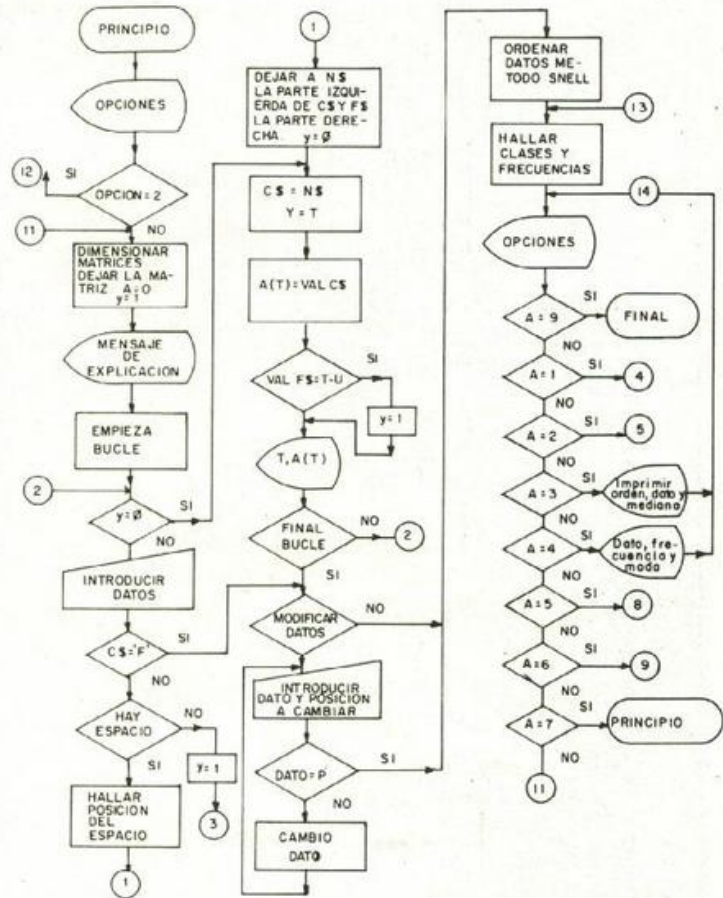 PRINCIPIO
OPCIONES
SI
12
OPCION = 2
11
NO
DIMENSIONAR
MATRICES
DEJAR LA MA-
TRIZ A=0
y = 1
MENSAJE
DE
EXPLICACION
EMPIEZA
BUCLE
2
y=0
SI
NO
INTRODUCIR
DATOS
C$='F'
SI
NO
HAY
ESPACIO
NO
SI
y = 1
3
HALLAR
POSICION
DEL
ESPACIO
1
1
DEJAR A N$
LA PARTE IZQUI-
ERDA DE C$ Y F$
LA PARTE DERE-
CHA. y = 0
C$ = N$
Y = T
A(T) = VAL C$
SI
VAL F$=T-U
y = 1
T, A(T)
FINAL
BUCLE
NO
2
SI
MODIFICAR
DATOS
NO
INTRODUCIR
DATO Y POSICION
A CAMBIAR
SI
DATO=P
NO
CAMBIO
DATO
ORDENAR
DATOS ME-
TODO SNELL
13
HALLAR
CLASES Y
FRECUENCIAS
14
OPCIONES
SI
A = 9
FINAL
NO
SI
A = 1
4
NO
SI
A = 2
5
NO
SI
A = 3
Imprimir
orden, dato y
mediana
NO
SI
A = 4
Dato, fre-
cuencia y
moda
NO
SI
A = 5
8
NO
SI
A = 6
9
NO
SI
A = 7
PRINCIPIO
NO
11